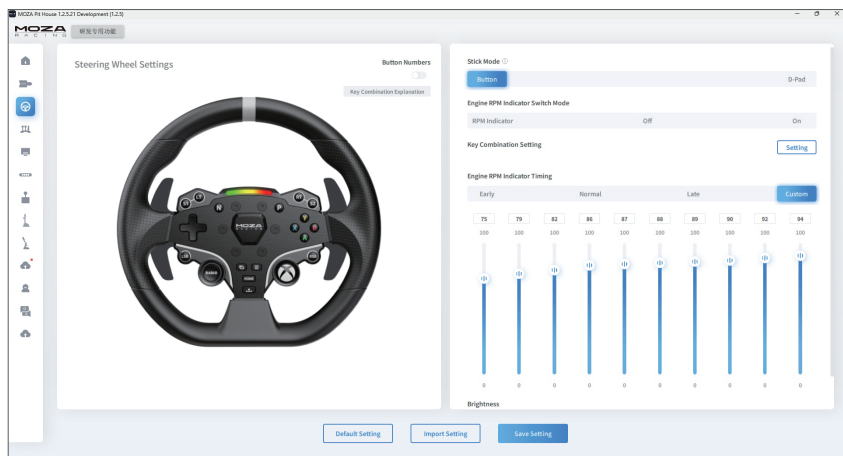 MOZA Pit House 1.2.5.21 Development (1.2.5)
MOZA
RACING
研发专用功能
Steering Wheel Settings
Button Numbers
Key Combination Explanation
N
P
MOZA
RADIO
HOME
Y
X
B
A
Stick Mode
Button D-Pad
Engine RPM Indicator Switch Mode
RPM Indicator Off On
Key Combination Setting
Setting
Engine RPM Indicator Timing
Early Normal Late Custom
75 79 82 86 87 88 89 90 92 94
100 100 100 100 100 100 100 100 100 100
0 0 0 0 0 0 0 0 0 0
Brightness
Default Setting Import Setting Save Setting